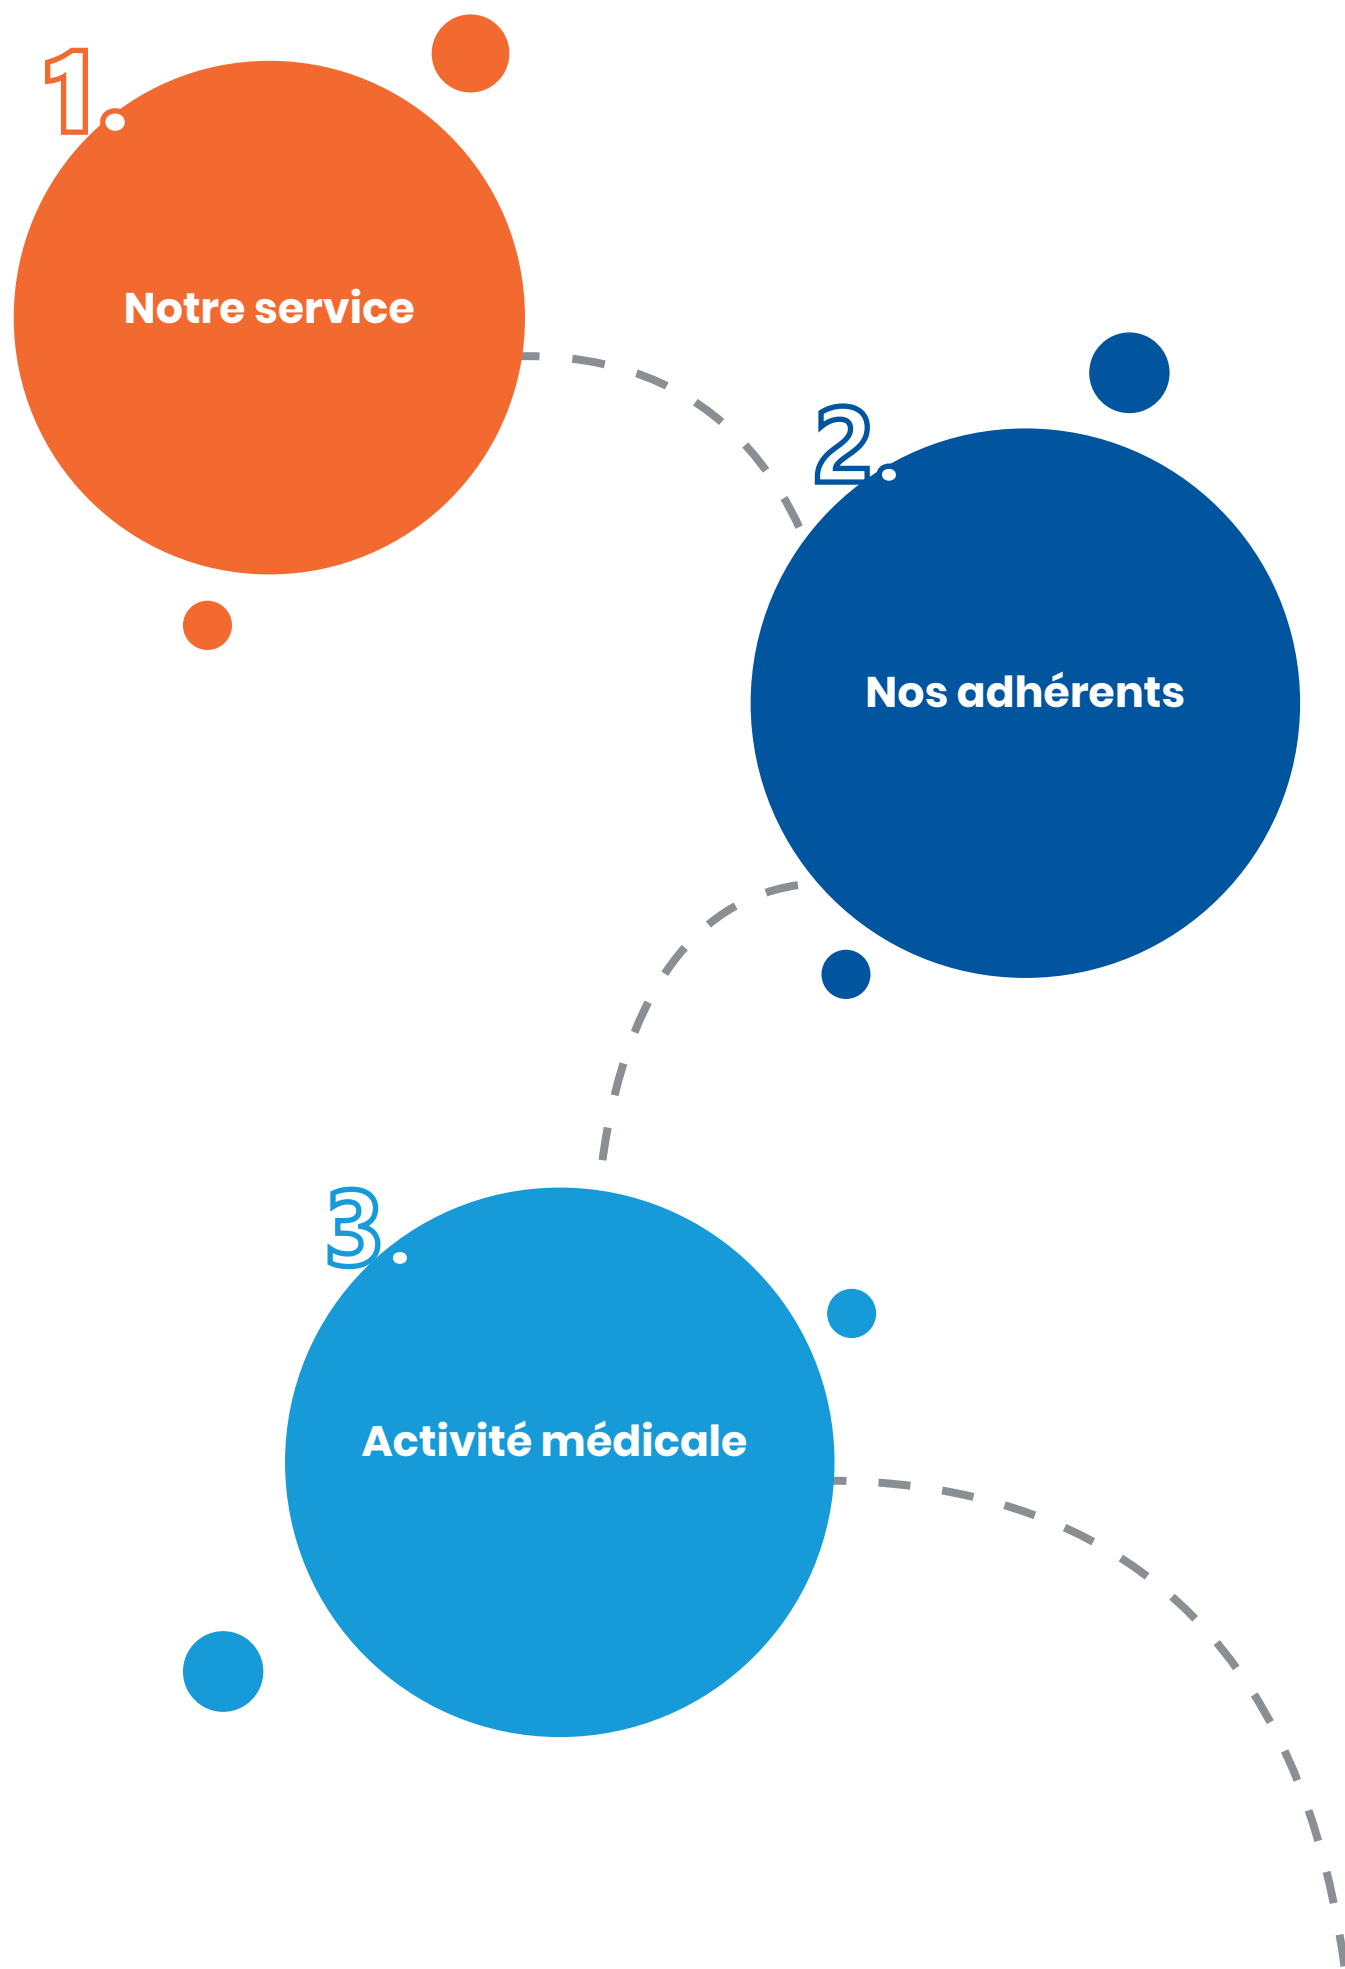 1.
Notre service
2.
Nos adhérents
3.
Activité médicale